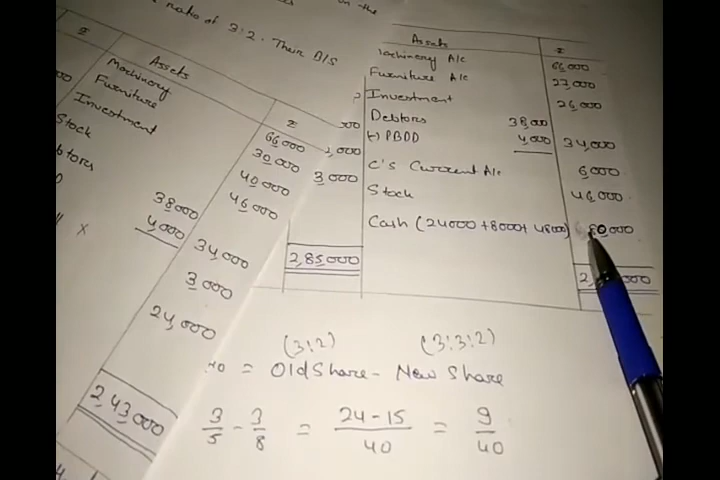 in the
ratio of 3:2. Their B/S
₹ Assets ₹
Machinery 66,000
Furniture 30,000
Investment 40,000
Stock 46,000
38,000
4,000 34,000
3,000
24,000
2,43,000
Assets ₹
Machinery A/c 66,000
Furniture A/c 27,000
Investment 26,000
Debtors 38,000
(-) PBDD 4,000 34,000
C's Current A/c 6,000
Stock 46,000
Cash (24000 + 8000 + 48000) 80000
3,000
2,85,000
(3:2) (3:3:2)
= Old Share - New Share
3/5 - 3/8 = 24-15/40 = 9/40